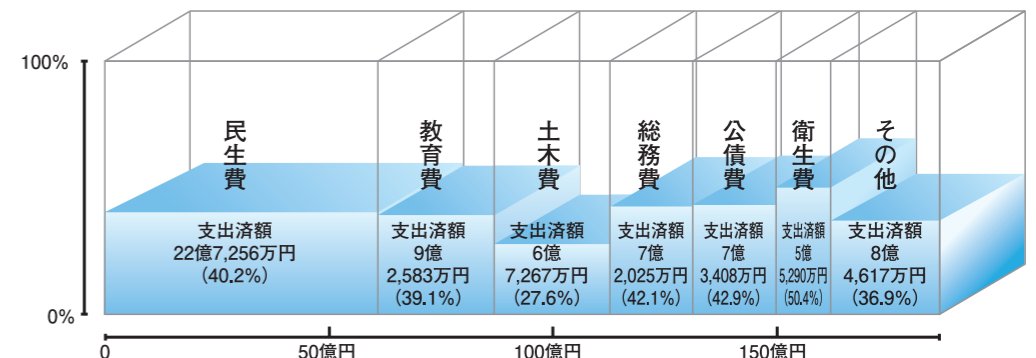 100%
0%
民生費
支出済額
22億7,256万円
(40.2%)
教育費
支出済額
9億
2,583万円
(39.1%)
土木費
支出済額
6億
7,267万円
(27.6%)
総務費
支出済額
7億
2,025万円
(42.1%)
公債費
支出済額
7億
3,408万円
(42.9%)
衛生費
支出済額
5億
5,290万円
(50.4%)
その他
支出済額
8億
4,617万円
(36.9%)
0
50億円
100億円
150億円